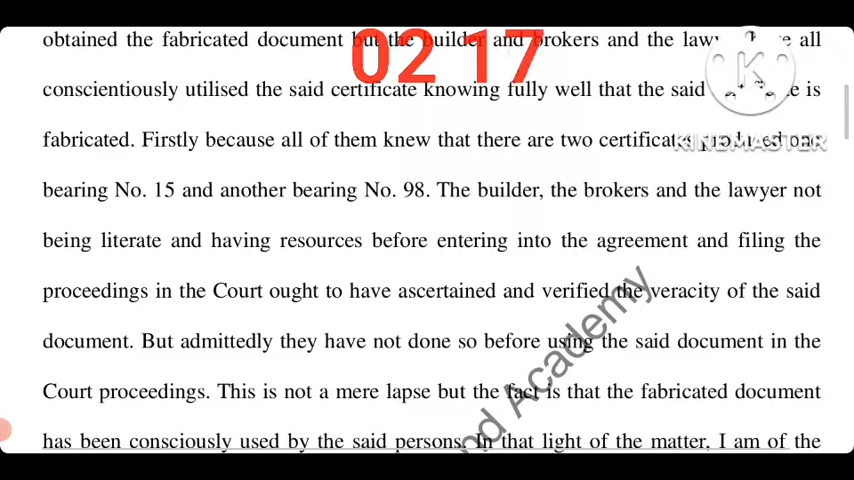 02 17
obtained the fabricated document but the builder and brokers and the all
conscientiously utilised the said certificate knowing fully well that the said is
fabricated. Firstly because all of them knew that there are two certificates produced one
bearing No. 15 and another bearing No. 98. The builder, the brokers and the lawyer not
being literate and having resources before entering into the agreement and filing the
proceedings in the Court ought to have ascertained and verified the veracity of the said
document. But admittedly they have not done so before using the said document in the
Court proceedings. This is not a mere lapse but the fact is that the fabricated document
has been consciously used by the said persons. In that light of the matter, I am of the
K
KINEMASTER
nd Academy